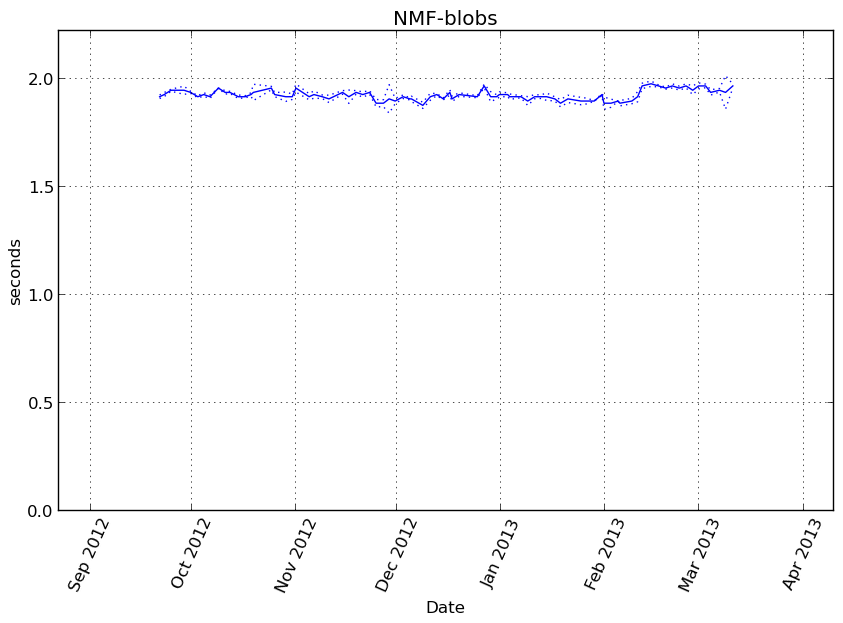 NMF-blobs
2.0
1.5
1.0
0.5
0.0
seconds
Sep 2012
Oct 2012
Nov 2012
Dec 2012
Jan 2013
Feb 2013
Mar 2013
Apr 2013
Date